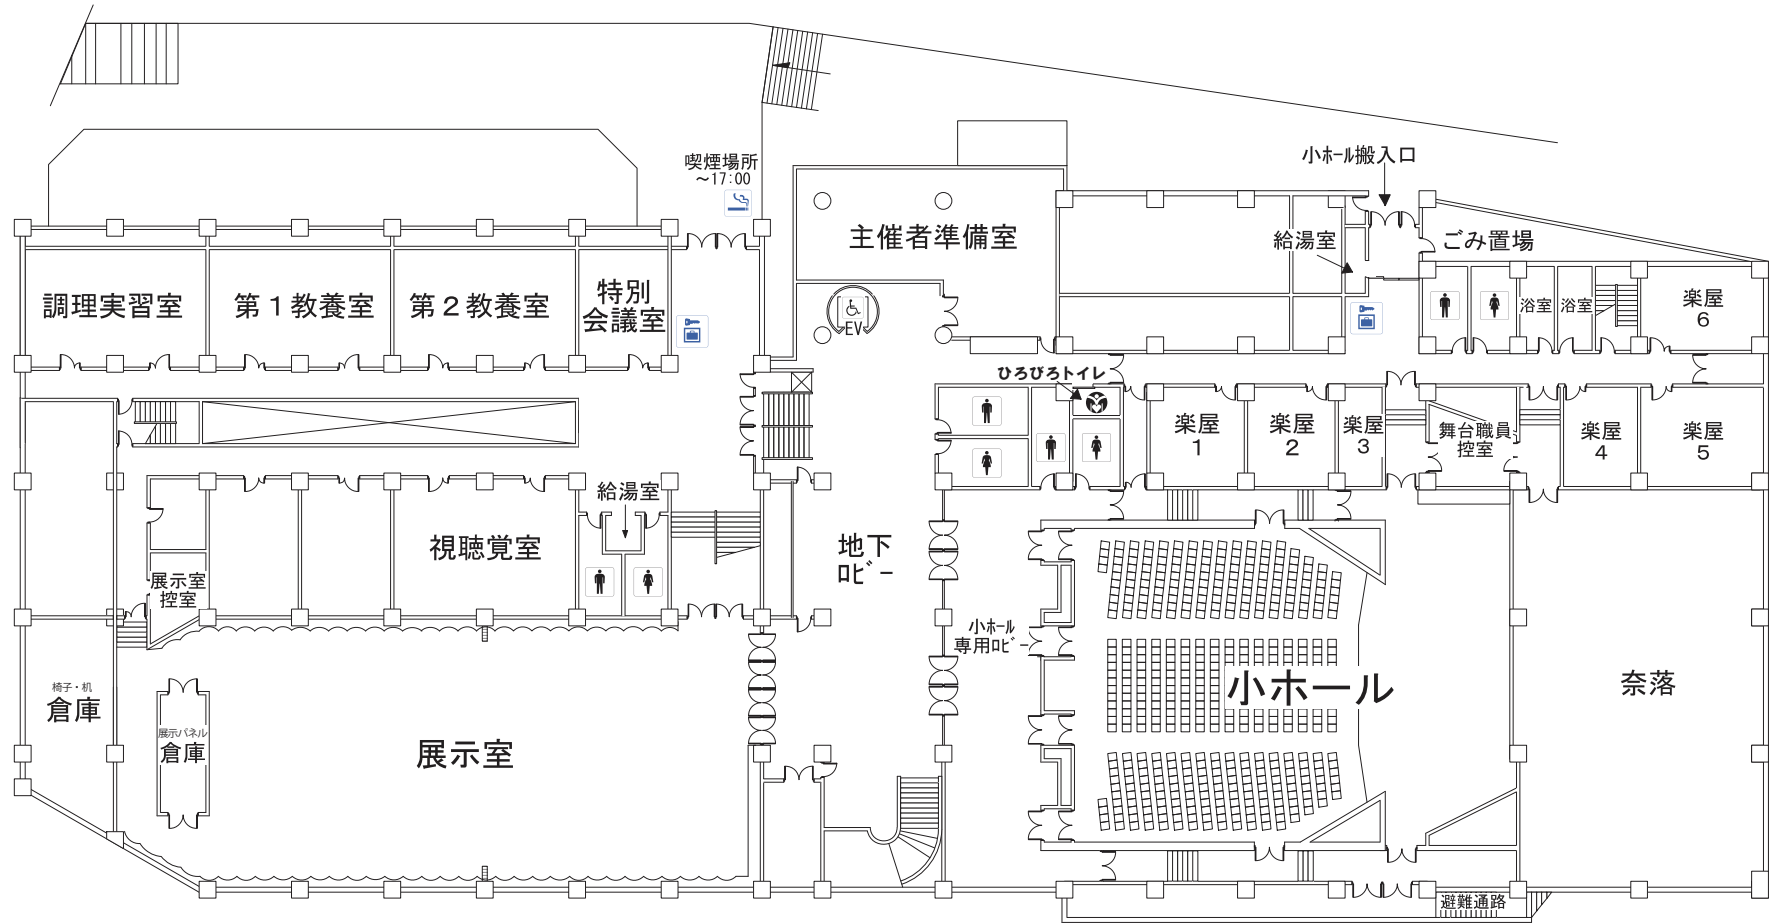 喫煙場所
～17:00
小ﾎｰﾙ搬入口
主催者準備室
給湯室
ごみ置場
調理実習室
第１教養室
第２教養室
特別
会議室
EV
浴室
浴室
楽屋
6
ひろびろトイレ
楽屋
1
楽屋
2
楽屋
3
舞台職員
控室
楽屋
4
楽屋
5
給湯室
視聴覚室
地下
ﾛﾋﾞｰ
展示室
控室
小ﾎｰﾙ
専用ﾛﾋﾞｰ
小ホール
奈落
椅子・机
倉庫
展示パネル
倉庫
展示室
避難通路